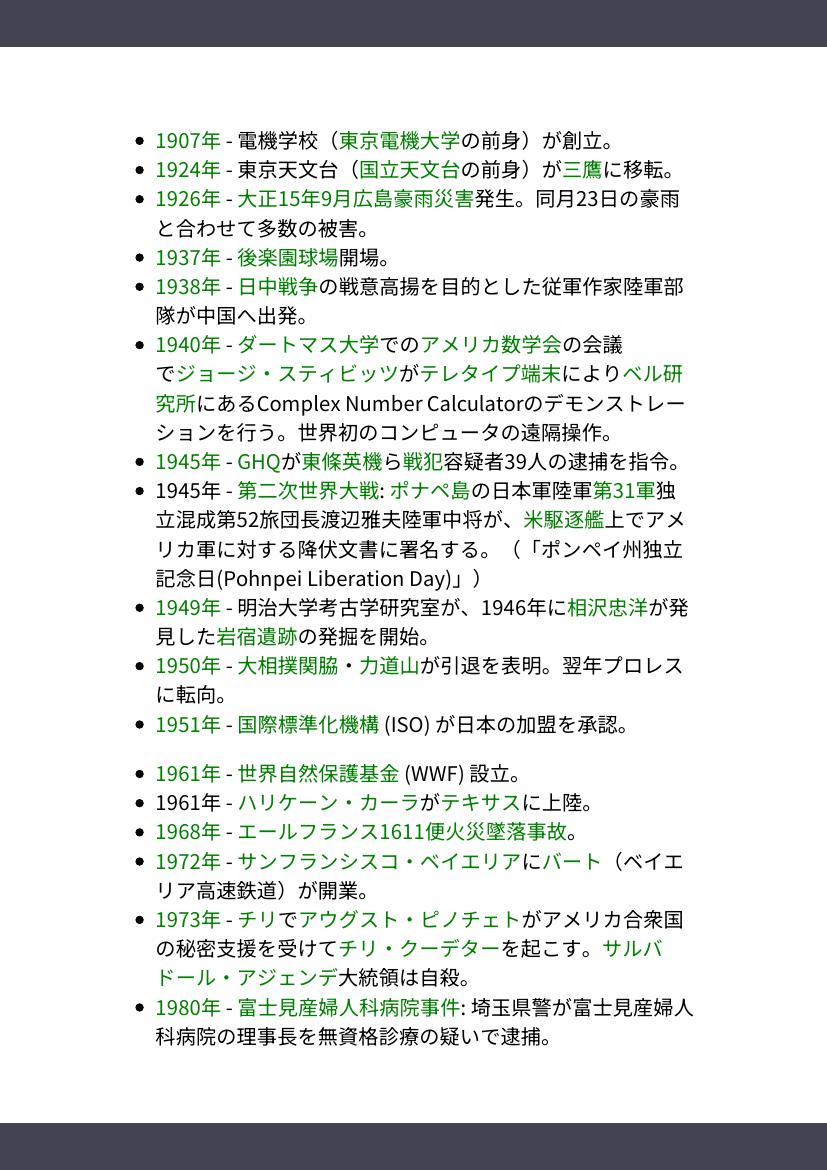 • 1907年 - 電機学校（東京電機大学の前身）が創立。
• 1924年 - 東京天文台（国立天文台の前身）が三鷹に移転。
• 1926年 - 大正15年9月広島豪雨災害発生。同月23日の豪雨
と合わせて多数の被害。
• 1937年 - 後楽園球場開場。
• 1938年 - 日中戦争の戦意高揚を目的とした従軍作家陸軍部
隊が中国へ出発。
• 1940年 - ダートマス大学でのアメリカ数学会の会議
でジョージ・スティビッツがテレタイプ端末によりベル研
究所にあるComplex Number Calculatorのデモンストレー
ションを行う。世界初のコンピュータの遠隔操作。
• 1945年 - GHQが東條英機ら戦犯容疑者39人の逮捕を指令。
• 1945年 - 第二次世界大戦: ポナペ島の日本軍陸軍第31軍独
立混成第52旅団長渡辺雅夫陸軍中将が、米駆逐艦上でアメ
リカ軍に対する降伏文書に署名する。（「ポンペイ州独立
記念日(Pohnpei Liberation Day)」）
• 1949年 - 明治大学考古学研究室が、1946年に相沢忠洋が発
見した岩宿遺跡の発掘を開始。
• 1950年 - 大相撲関脇・力道山が引退を表明。翌年プロレス
に転向。
• 1951年 - 国際標準化機構 (ISO) が日本の加盟を承認。
• 1961年 - 世界自然保護基金 (WWF) 設立。
• 1961年 - ハリケーン・カーラがテキサスに上陸。
• 1968年 - エールフランス1611便火災墜落事故。
• 1972年 - サンフランシスコ・ベイエリアにバート（ベイエ
リア高速鉄道）が開業。
• 1973年 - チリでアウグスト・ピノチェトがアメリカ合衆国
の秘密支援を受けてチリ・クーデターを起こす。サルバ
ドール・アジェンデ大統領は自殺。
• 1980年 - 富士見産婦人科病院事件: 埼玉県警が富士見産婦人
科病院の理事長を無資格診療の疑いで逮捕。